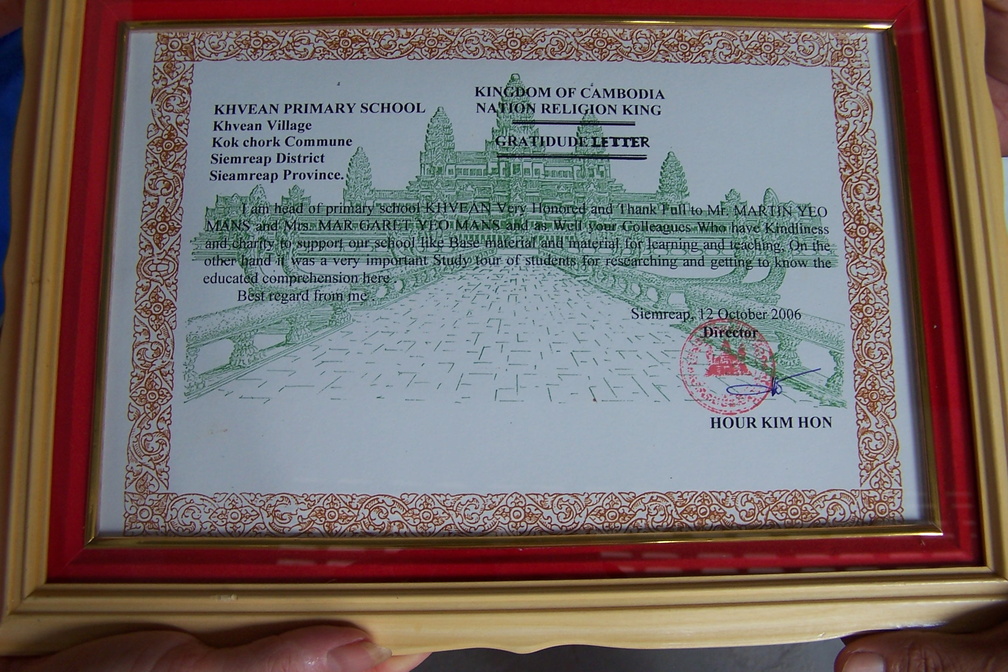 KINGDOM OF CAMBODIA
NATION RELIGION KING
KHVEAN PRIMARY SCHOOL
Khvean Village
Kok chork Commune
Siemreap District
Sieamreap Province.
GRATIDUDE LETTER
I am head of primary school KHVEAN Very Honored and Thank Full to Mr. MARTIN YEO
MANS and Mrs. MAR GARET YEO MANS and as Well your Colleagues Who have Kindliness
and charity to support our school like Base material and material for learning and teaching. On the
other hand it was a very important Study tour of students for researching and getting to know the
educated comprehension here
Best regard from me
Siemreap, 12 October 2006
Director
HOUR KIM HON